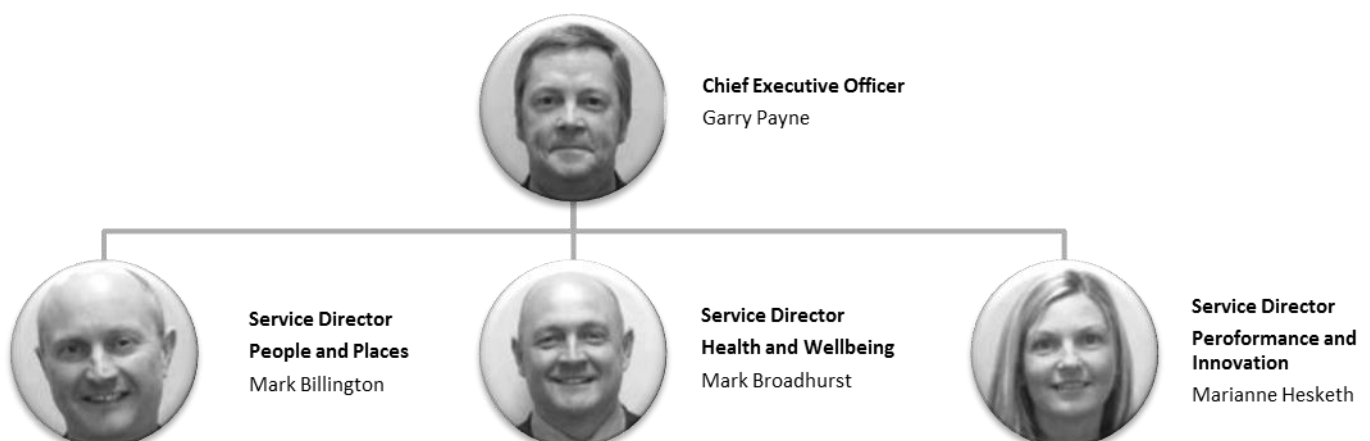 Chief Executive Officer
Garry Payne
Service Director
People and Places
Mark Billington
Service Director
Health and Wellbeing
Mark Broadhurst
Service Director
Peroformance and
Innovation
Marianne Hesketh